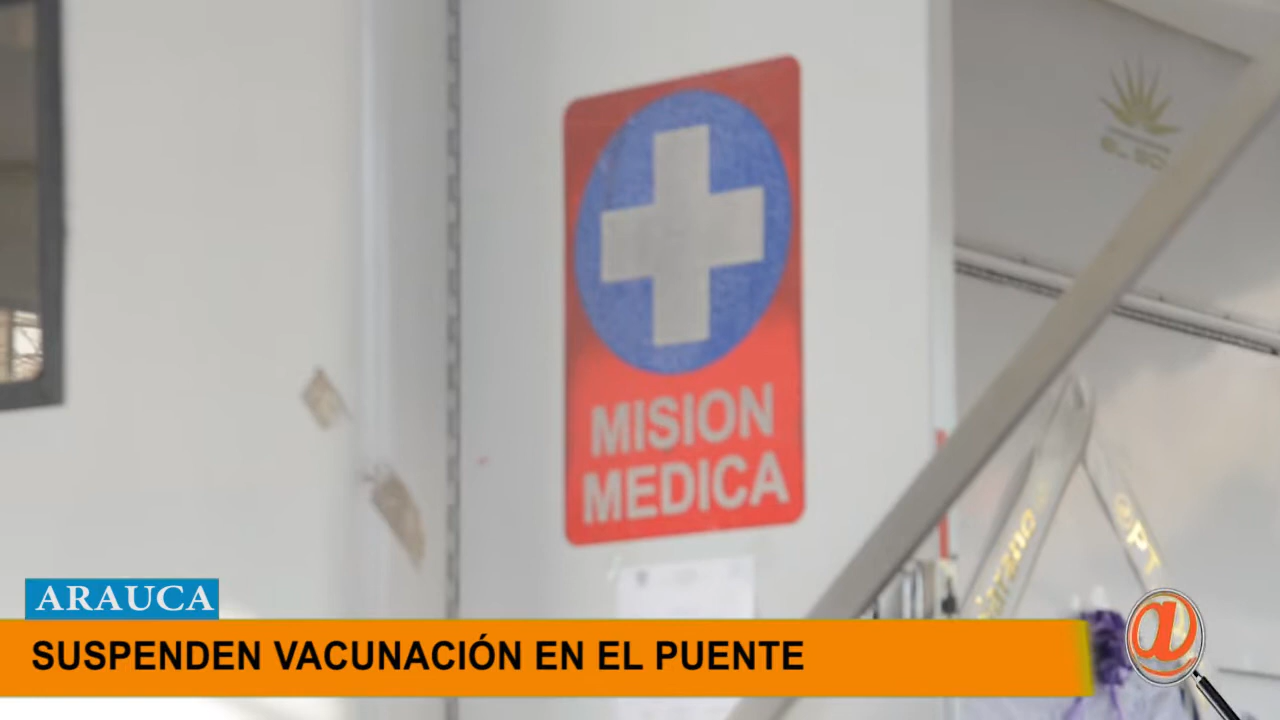 MISION
MEDICA
ARAUCA
SUSPENDEN VACUNACIÓN EN EL PUENTE
@